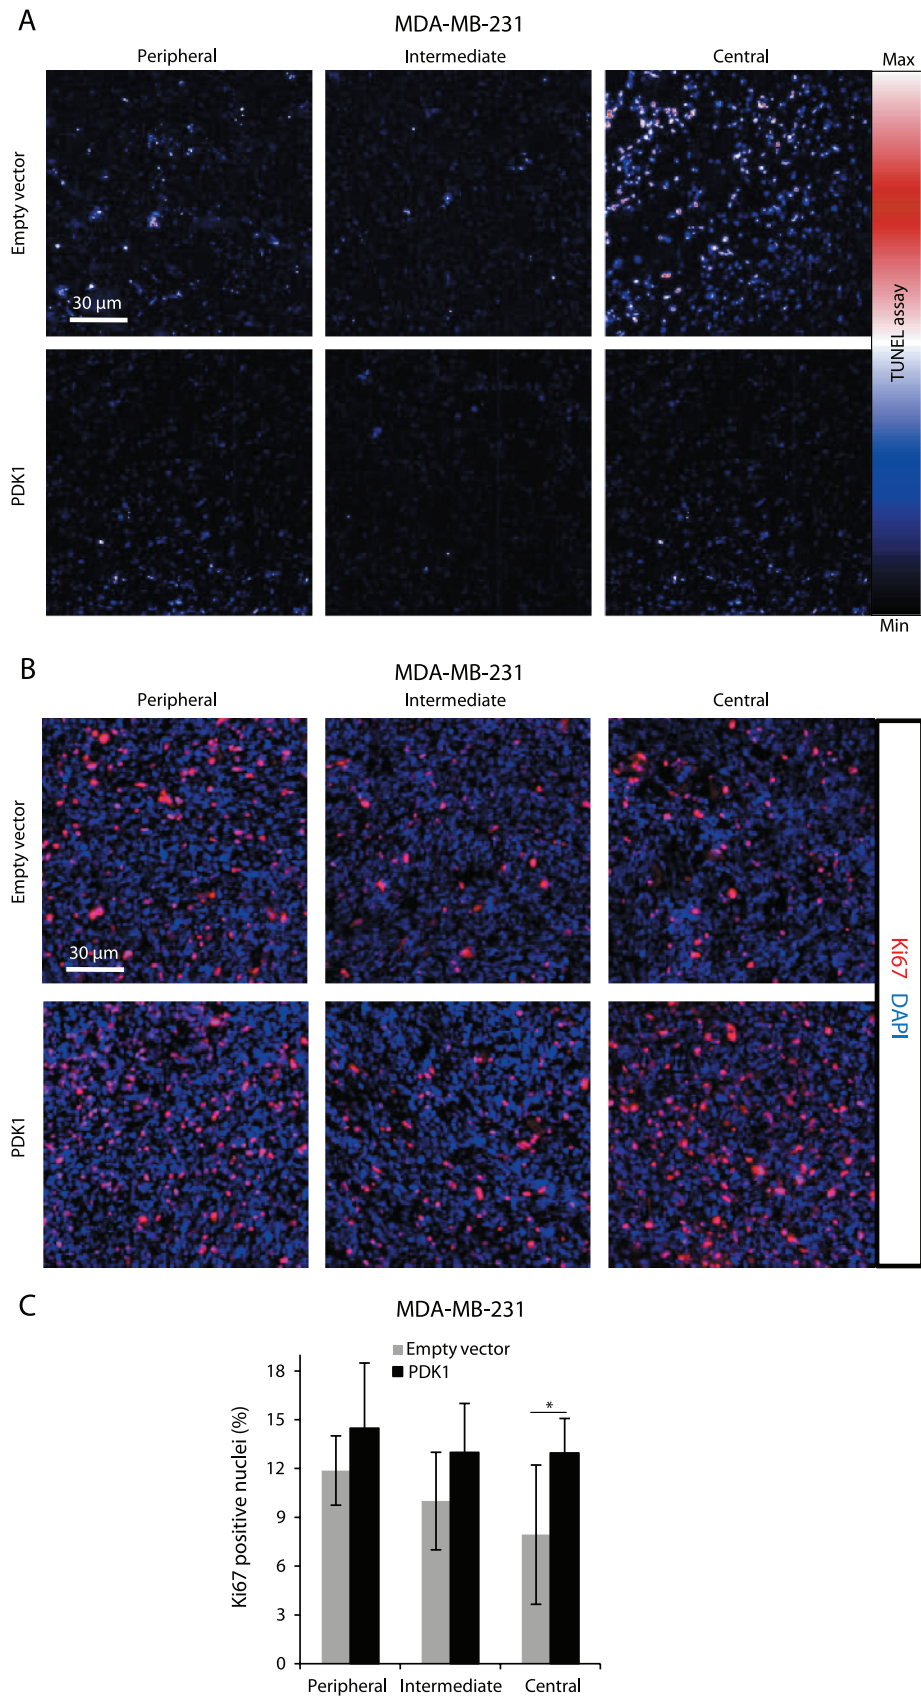 A
MDA-MB-231
Peripheral
Intermediate
Central
Max
Empty vector
30 µm
TUNEL assay
PDK1
Min
B
MDA-MB-231
Peripheral
Intermediate
Central
Empty vector
30 µm
Ki67 DAPI
PDK1
C
MDA-MB-231
Empty vector
PDK1
Ki67 positive nuclei (%)
18
15
12
9
6
3
0
*
Peripheral
Intermediate
Central